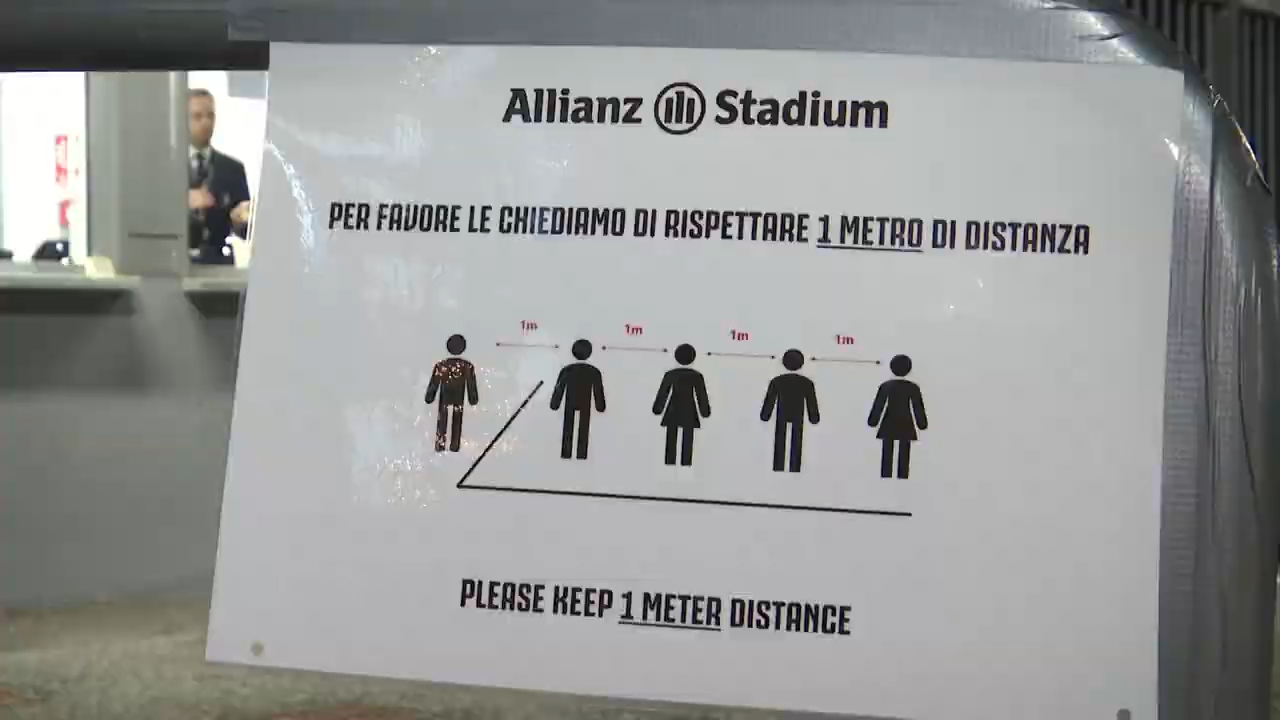 Allianz Stadium
PER FAVORE LE CHIEDIAMO DI RISPETTARE 1 METRO DI DISTANZA
1m 1m 1m 1m
PLEASE KEEP 1 METER DISTANCE